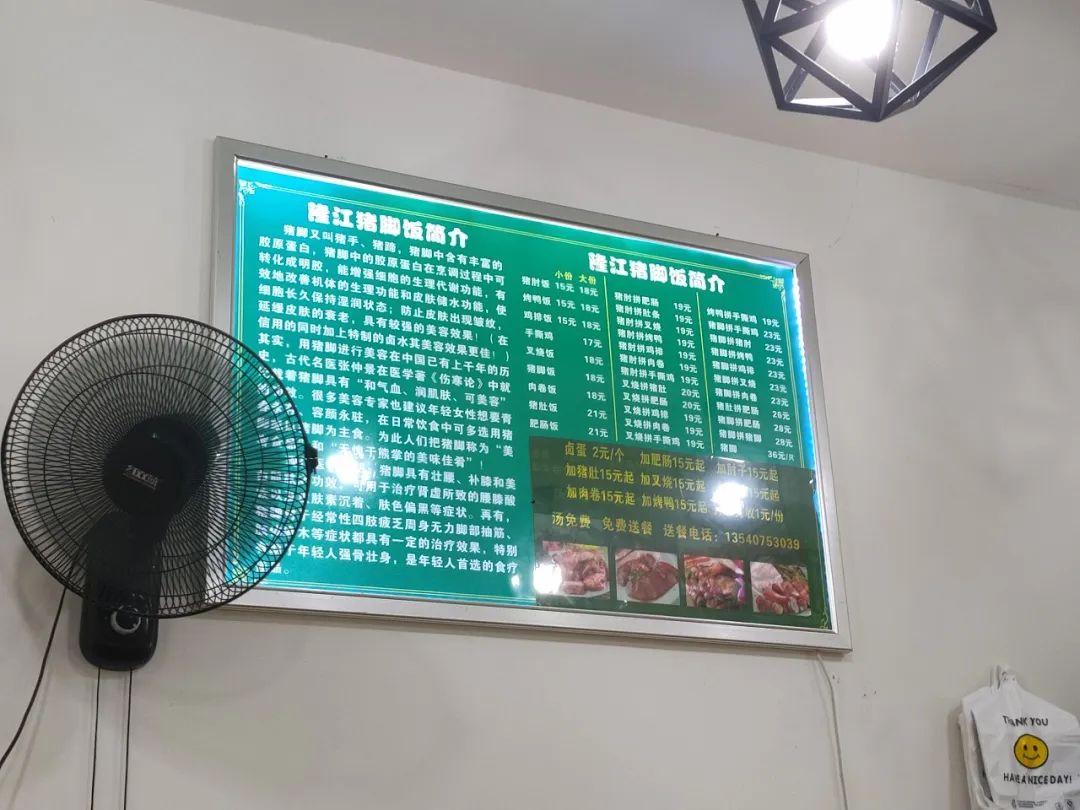 隆江猪脚饭简介
猪脚又叫猪手、猪蹄，猪脚中含有丰富的
胶原蛋白，猪脚中的胶原蛋白在烹调过程中可
转化成明胶，能增强细胞的生理代谢功能，有
效地改善机体的生理功能和皮肤储水功能，使
细胞长久保持湿润状态；防止皮肤出现皱纹，
延缓皮肤的衰老，具有较强的美容效果！（在
信用的同时加上特制的卤水其美容效果更佳！）
其实，用猪脚进行美容在中国已有上千年的历
史，古代名医张仲景在医学著《伤寒论》中就
着猪脚具有“和气血、润肌肤、可美容”
。很多美容专家也建议年轻女性想要青
容颜永驻，在日常饮食中可多选用猪
脚为主食。为此人们把猪脚称为“美
和“于熊掌的美味佳肴”！
猪脚具有壮腰、补膝和美
功效，可用于治疗肾虚所致的腰膝酸
肤素沉着、肤色偏黑等症状。再有，
于经常性四肢疲乏周身无力脚部抽筋、
木等症状都具有一定的治疗效果，特别
年轻人强骨壮身，是年轻人首选的食疗
。
隆江猪脚饭简介
小份 大份
猪肘饭 15元 18元
烤鸭饭 15元 18元
鸡排饭 15元 18元
手撕鸡 17元
叉烧饭 18元
猪脚饭 18元
肉卷饭 18元
猪肚饭 21元
肥肠饭 21元
猪肘拼肥肠 19元
猪肘拼肚条 19元
猪肘拼叉烧 19元
猪肘拼烤鸭 19元
猪肘拼鸡排 19元
猪肘拼肉卷 19元
猪肘拼手撕鸡 19元
叉烧拼猪肚 20元
叉烧拼肥肠 20元
叉烧拼鸡排 19元
叉烧拼肉卷 19元
叉烧拼手撕鸡 19元
烤鸭拼手撕鸡 19元
猪脚拼手撕鸡 23元
猪脚拼猪肘 23元
猪脚拼烤鸭 23元
猪脚拼鸡排 23元
猪脚拼叉烧 23元
猪脚拼肉卷 23元
猪肚拼肥肠 26元
猪脚拼猪脚 28元
猪脚 36元/斤
卤蛋 2元/个 加肥肠15元起 加肘子15元起
加猪肚15元起 加叉烧15元起 15元起
加肉卷15元起 加烤鸭15元起 收1元/份
汤免费 免费送餐 送餐电话：13540753039
THANK YOU
HAVE A NICE DAY!